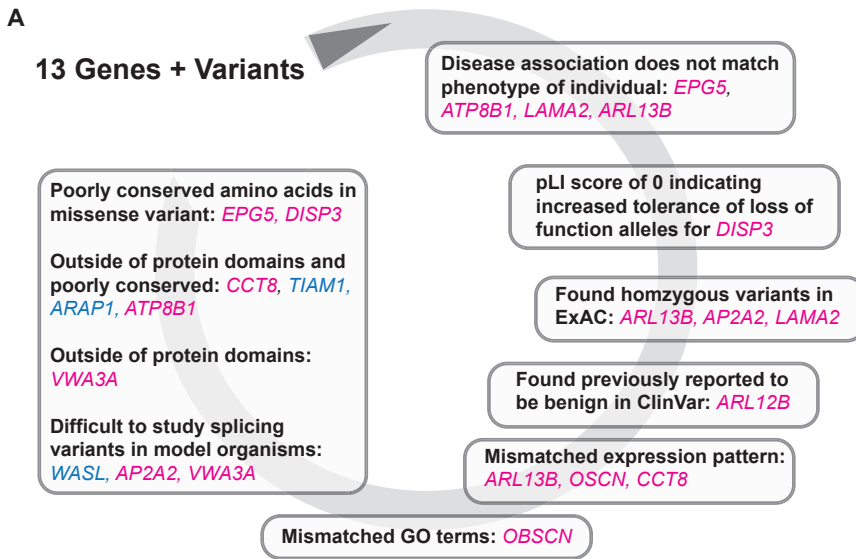 A
13 Genes + Variants
Disease association does not match
phenotype of individual: EPG5,
ATP8B1, LAMA2, ARL13B
pLI score of 0 indicating
increased tolerance of loss of
function alleles for DISP3
Found homzygous variants in
ExAC: ARL13B, AP2A2, LAMA2
Found previously reported to
be benign in ClinVar: ARL12B
Mismatched expression pattern:
ARL13B, OSCN, CCT8
Mismatched GO terms: OBSCN
Poorly conserved amino acids in
missense variant: EPG5, DISP3
Outside of protein domains and
poorly conserved: CCT8, TIAM1,
ARAP1, ATP8B1
Outside of protein domains:
VWA3A
Difficult to study splicing
variants in model organisms:
WASL, AP2A2, VWA3A